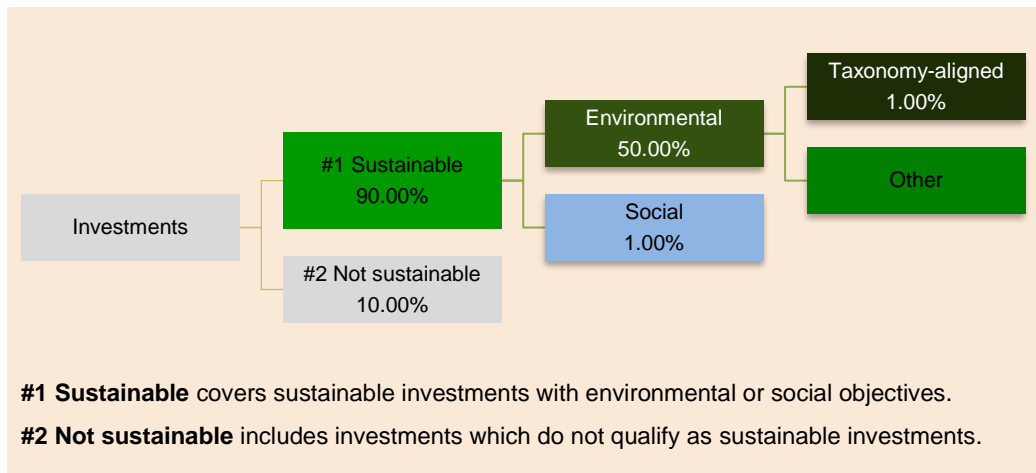 Taxonomy-aligned
1.00%
Environmental
50.00%
#1 Sustainable
90.00%
Other
Social
1.00%
Investments
#2 Not sustainable
10.00%
#1 Sustainable covers sustainable investments with environmental or social objectives.
#2 Not sustainable includes investments which do not qualify as sustainable investments.